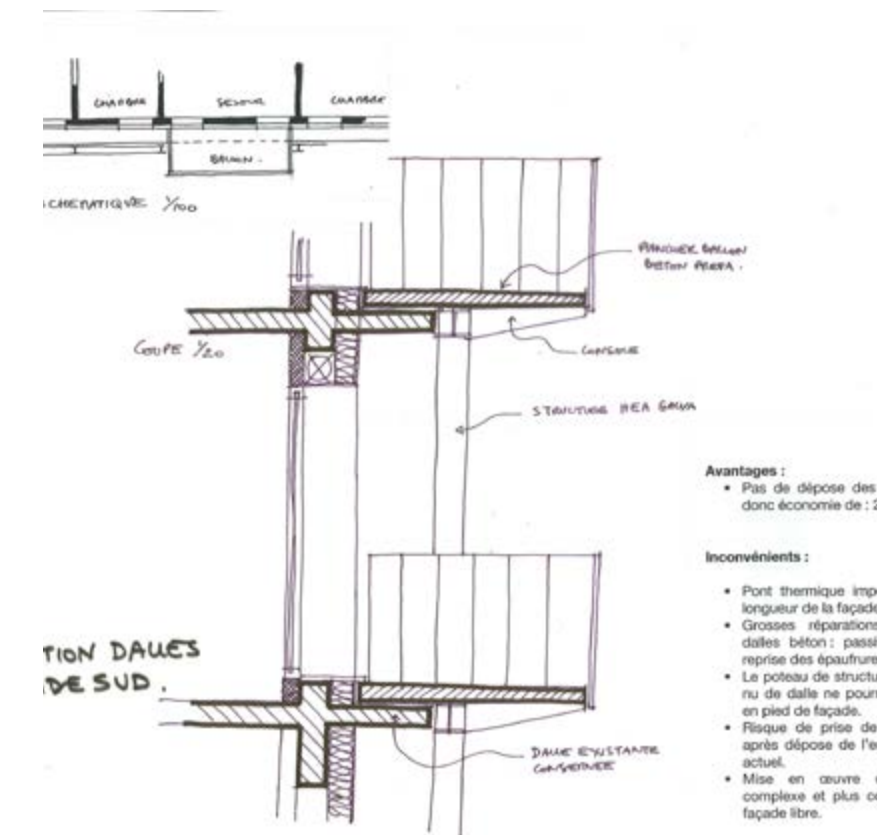 CHAMBRE SEJOUR CHAMBRE
BALCON.
SCHEMATIQUE 1/100
PLANCHER BALCON
BETON PREFA.
COUPE 1/20
CONSOLE
STRUCTURE HEA GALVA
Avantages :
• Pas de dépose des
donc économie de : 2
Inconvénients :
• Pont thermique impo
longueur de la façade
• Grosses réparations
dalles béton : passi
reprise des épaufrure
• Le poteau de structu
nu de dalle ne pourr
en pied de façade.
• Risque de prise de
après dépose de l'e
actuel.
• Mise en œuvre
complexe et plus co
façade libre.
TION DALLES
DE SUD.
DALLE EXISTANTE
CONSERVEE